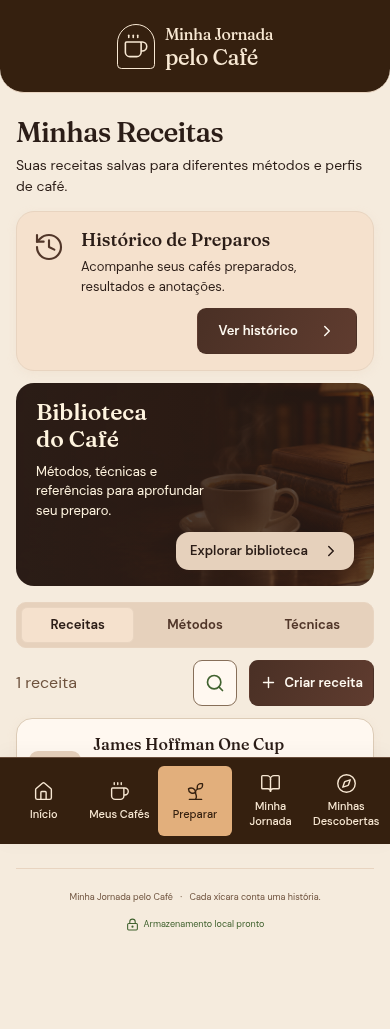 Minha Jornada
pelo Café
Minhas Receitas
Suas receitas salvas para diferentes métodos e perfis
de café.
Histórico de Preparos
Acompanhe seus cafés preparados,
resultados e anotações.
Ver histórico
Biblioteca
do Café
Métodos, técnicas e
referências para aprofundar
seu preparo.
Explorar biblioteca
Receitas
Métodos
Técnicas
1 receita
Criar receita
James Hoffman One Cup
Início
Meus Cafés
Preparar
Minha
Jornada
Minhas
Descobertas
Minha Jornada pelo Café · Cada xícara conta uma história.
Armazenamento local pronto